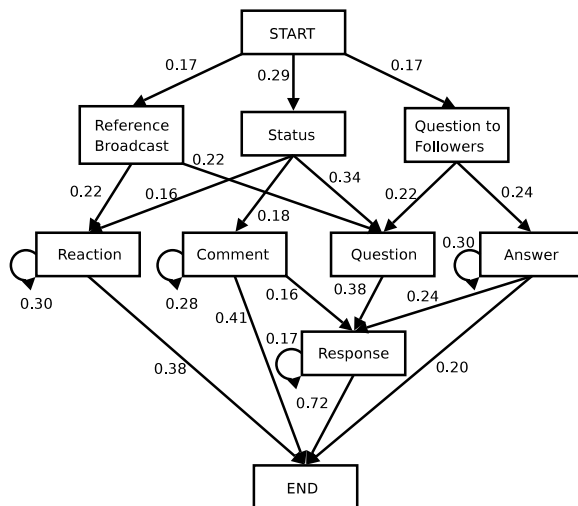 START
0.17
0.29
0.17
Reference
Broadcast
Status
Question to
Followers
0.22
0.16
0.22
0.18
0.34
0.22
0.24
Reaction
Comment
Question
0.30
Answer
0.30
0.28
0.16
0.38
0.24
0.41
0.17
Response
0.38
0.72
0.20
END